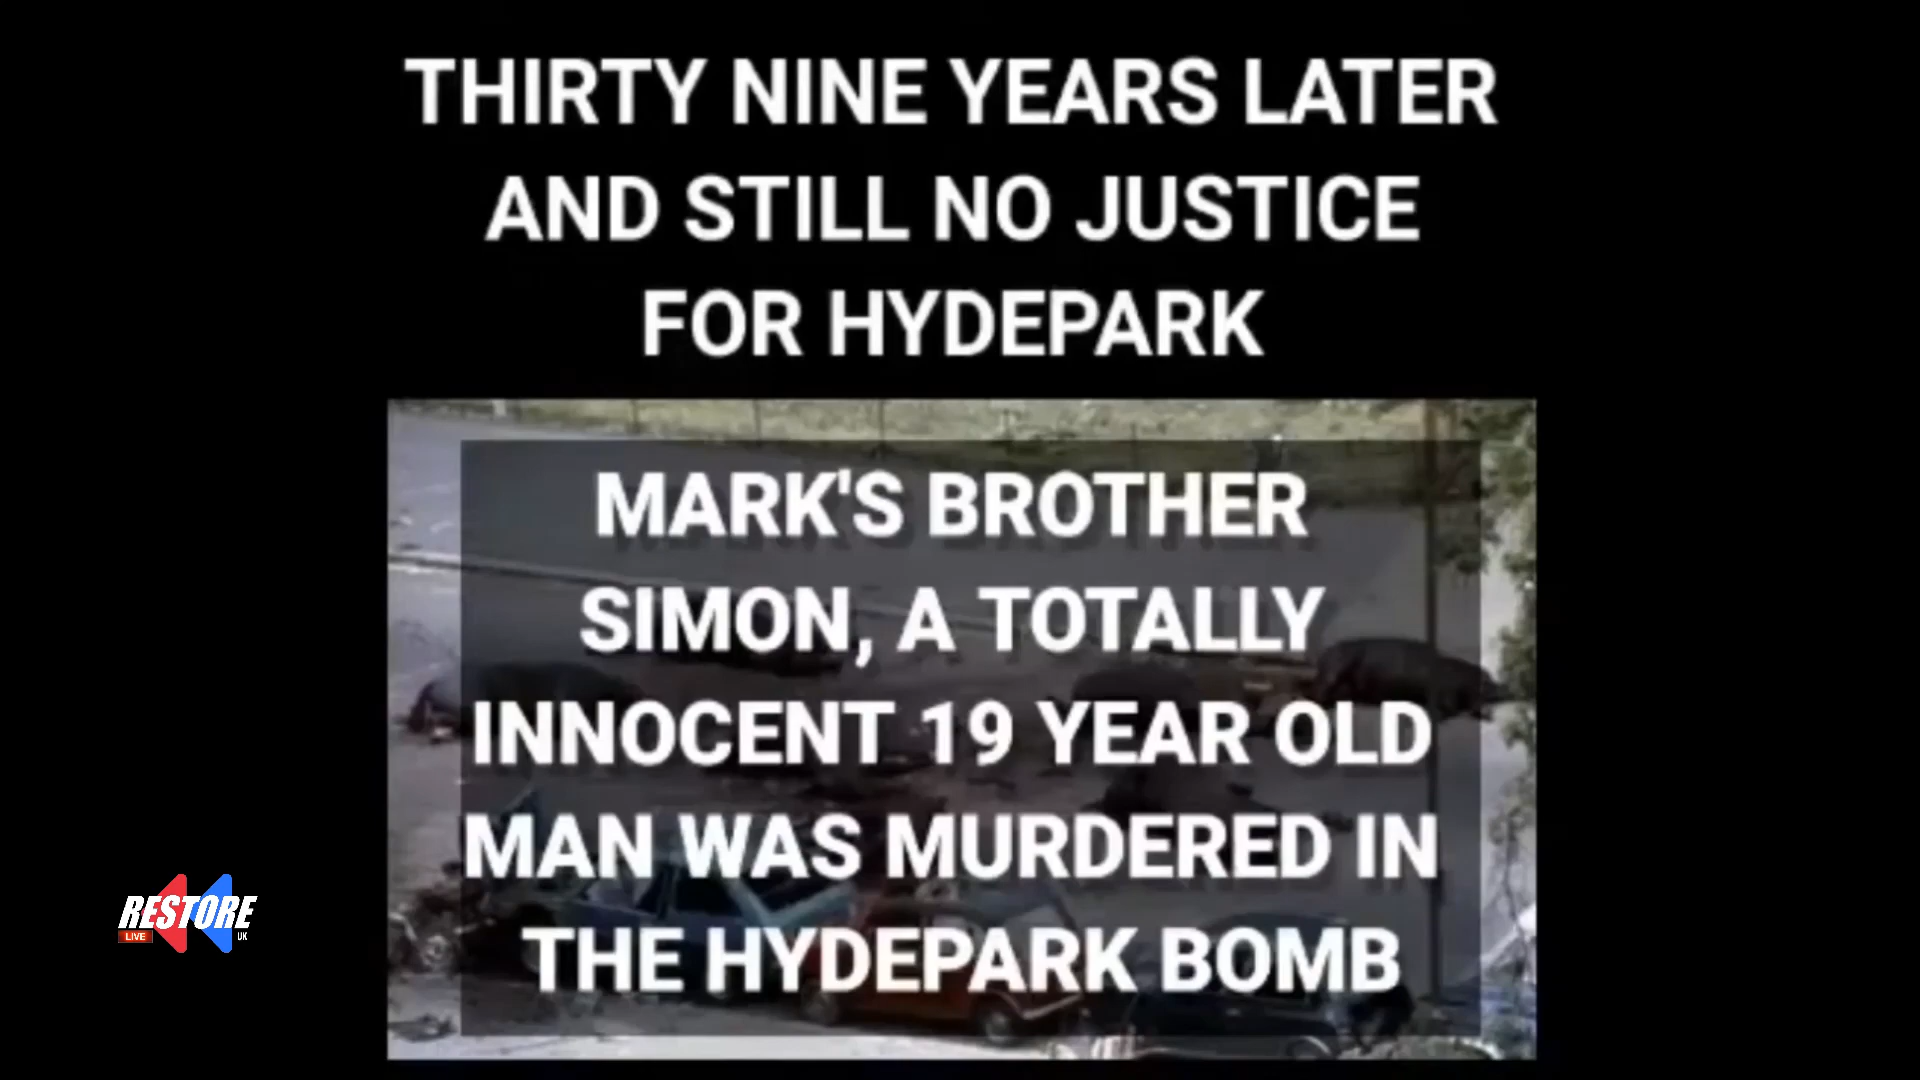 THIRTY NINE YEARS LATER
AND STILL NO JUSTICE
FOR HYDEPARK
MARK'S BROTHER
SIMON, A TOTALLY
INNOCENT 19 YEAR OLD
MAN WAS MURDERED IN
THE HYDEPARK BOMB
RESTORE
LIVE UK